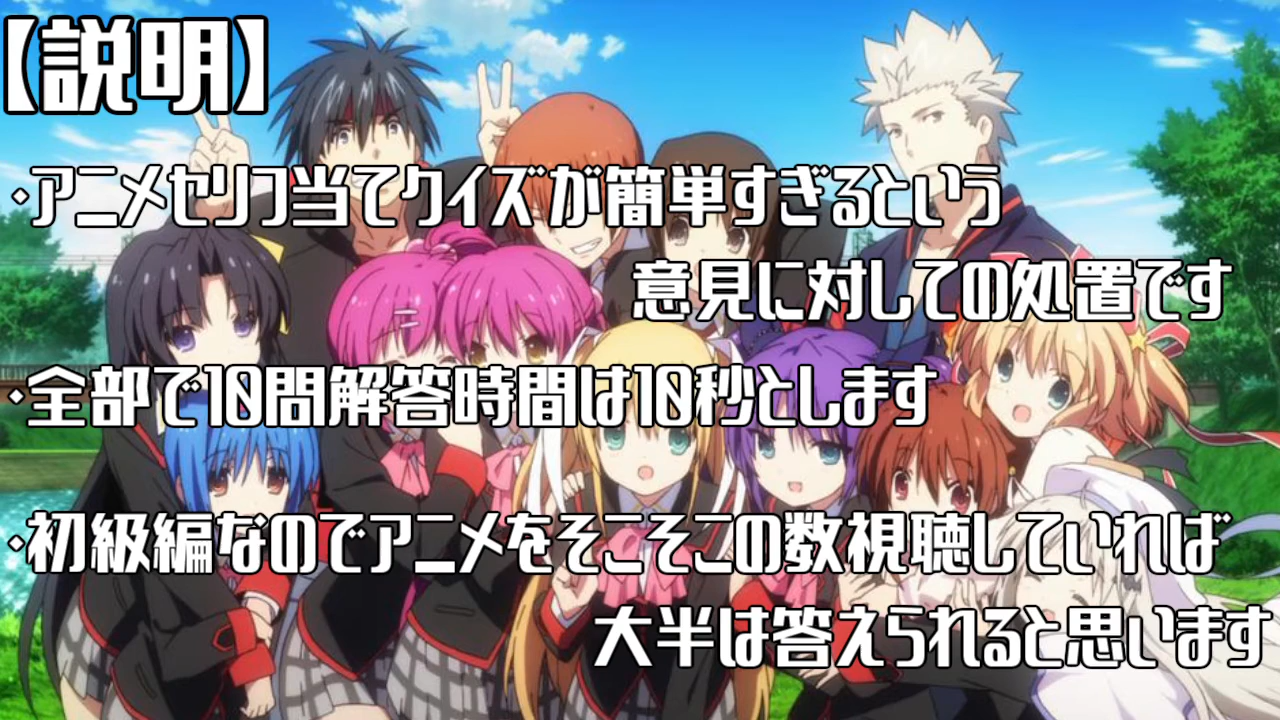 【説明】
・アニメセリフ当てクイズが簡単すぎるという
意見に対しての処置です
・全部で10問解答時間は10秒とします
・初級編なのでアニメをそこそこの数視聴していれば
大半は答えられると思います